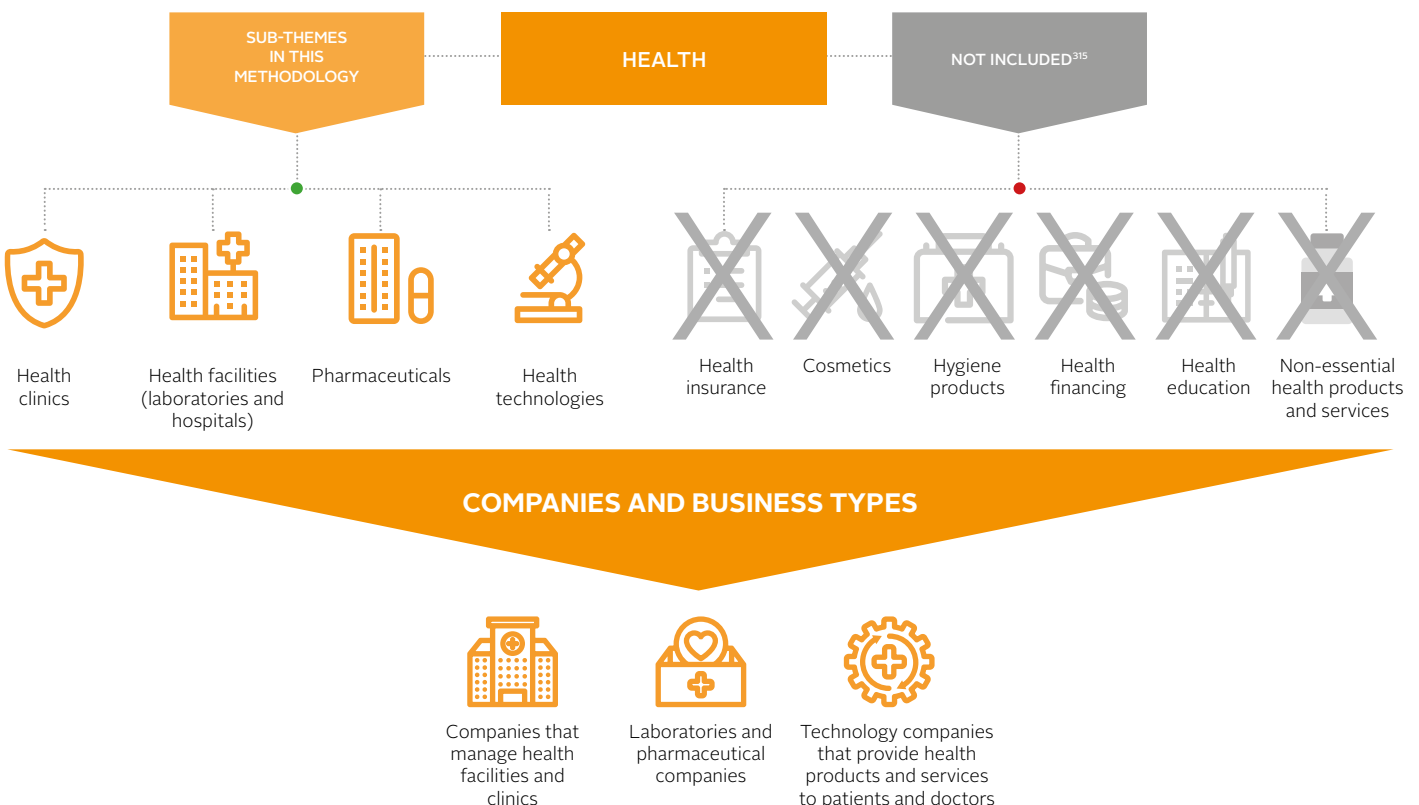 SUB-THEMES
IN THIS
METHODOLOGY
HEALTH
NOT INCLUDED³¹⁵
Health
clinics
Health facilities
(laboratories and
hospitals)
Pharmaceuticals
Health
technologies
Health
insurance
Cosmetics
Hygiene
products
Health
financing
Health
education
Non-essential
health products
and services
COMPANIES AND BUSINESS TYPES
Companies that
manage health
facilities and
clinics
Laboratories and
pharmaceutical
companies
Technology companies
that provide health
products and services
to patients and doctors